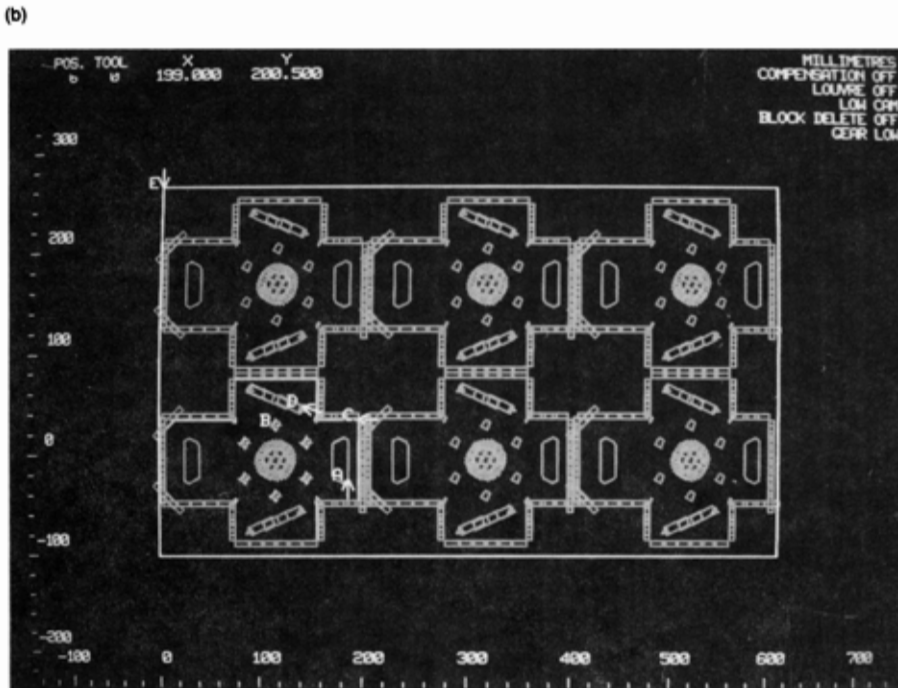 (b)
POS. TOOL X Y
6 0 199.000 200.500
MILLIMETRES
COMPENSATION OFF
LOUVRE OFF
LOW CAM
BLOCK DELETE OFF
GEAR LOW
300
E
200
100
D
C
B
0
A
-100
-200
-100 0 100 200 300 400 500 600 700